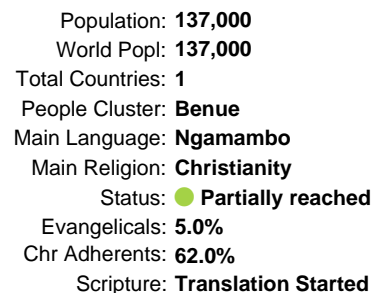 Population: 137,000
World Popl: 137,000
Total Countries: 1
People Cluster: Benue
Main Language: Ngamambo
Main Religion: Christianity
Status: Partially reached
Evangelicals: 5.0%
Chr Adherents: 62.0%
Scripture: Translation Started